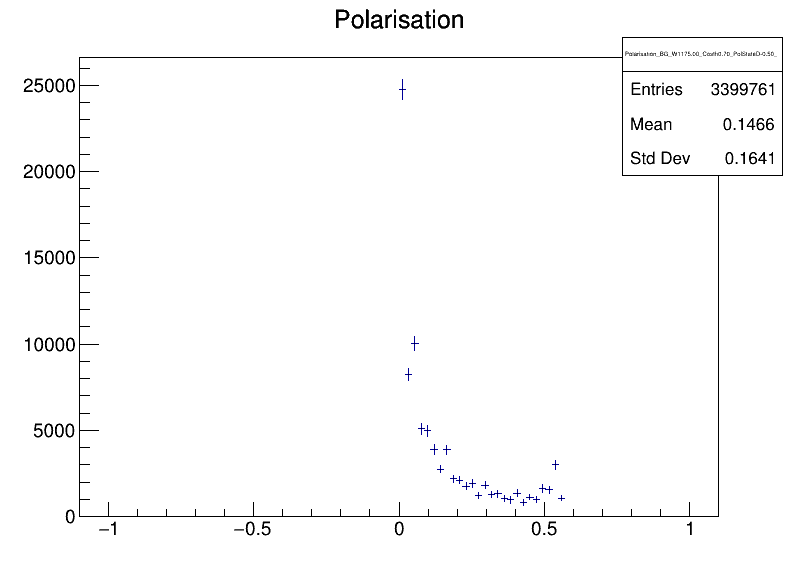 Polarisation
Polarisation_BG_W1175.00_Costh0.70_PolStateD-0.50_
Entries 3399761
Mean 0.1466
Std Dev 0.1641
25000
20000
15000
10000
5000
0
−1 −0.5 0 0.5 1